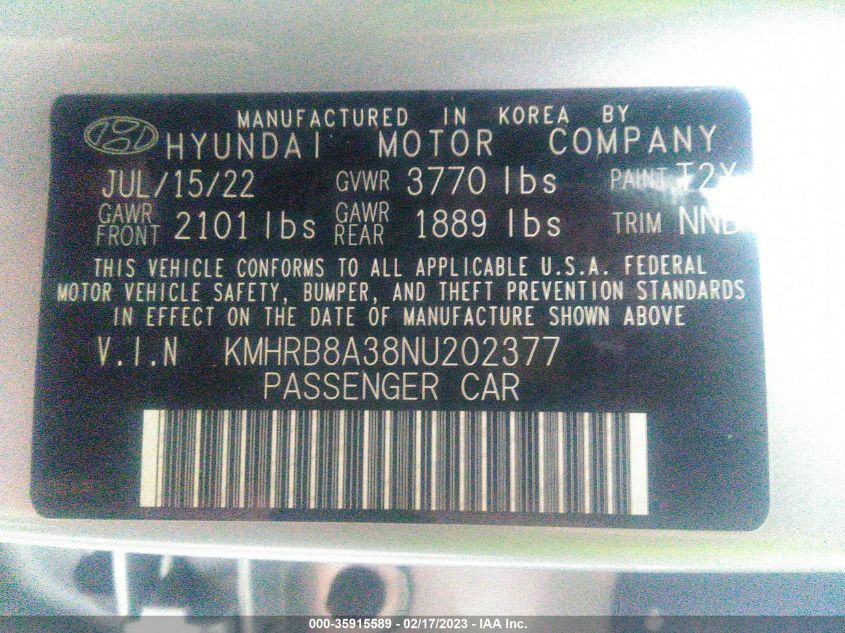 MANUFACTURED IN KOREA BY
HYUNDAI MOTOR COMPANY
JUL/15/22 GVWR 3770 lbs PAINT T2X
GAWR FRONT 2101 lbs GAWR REAR 1889 lbs TRIM NNB
THIS VEHICLE CONFORMS TO ALL APPLICABLE U.S.A. FEDERAL
MOTOR VEHICLE SAFETY, BUMPER, AND THEFT PREVENTION STANDARDS
IN EFFECT ON THE DATE OF MANUFACTURE SHOWN ABOVE
V.I.N KMHRB8A38NU202377
PASSENGER CAR
000-35915589 - 02/17/2023 - IAA Inc.